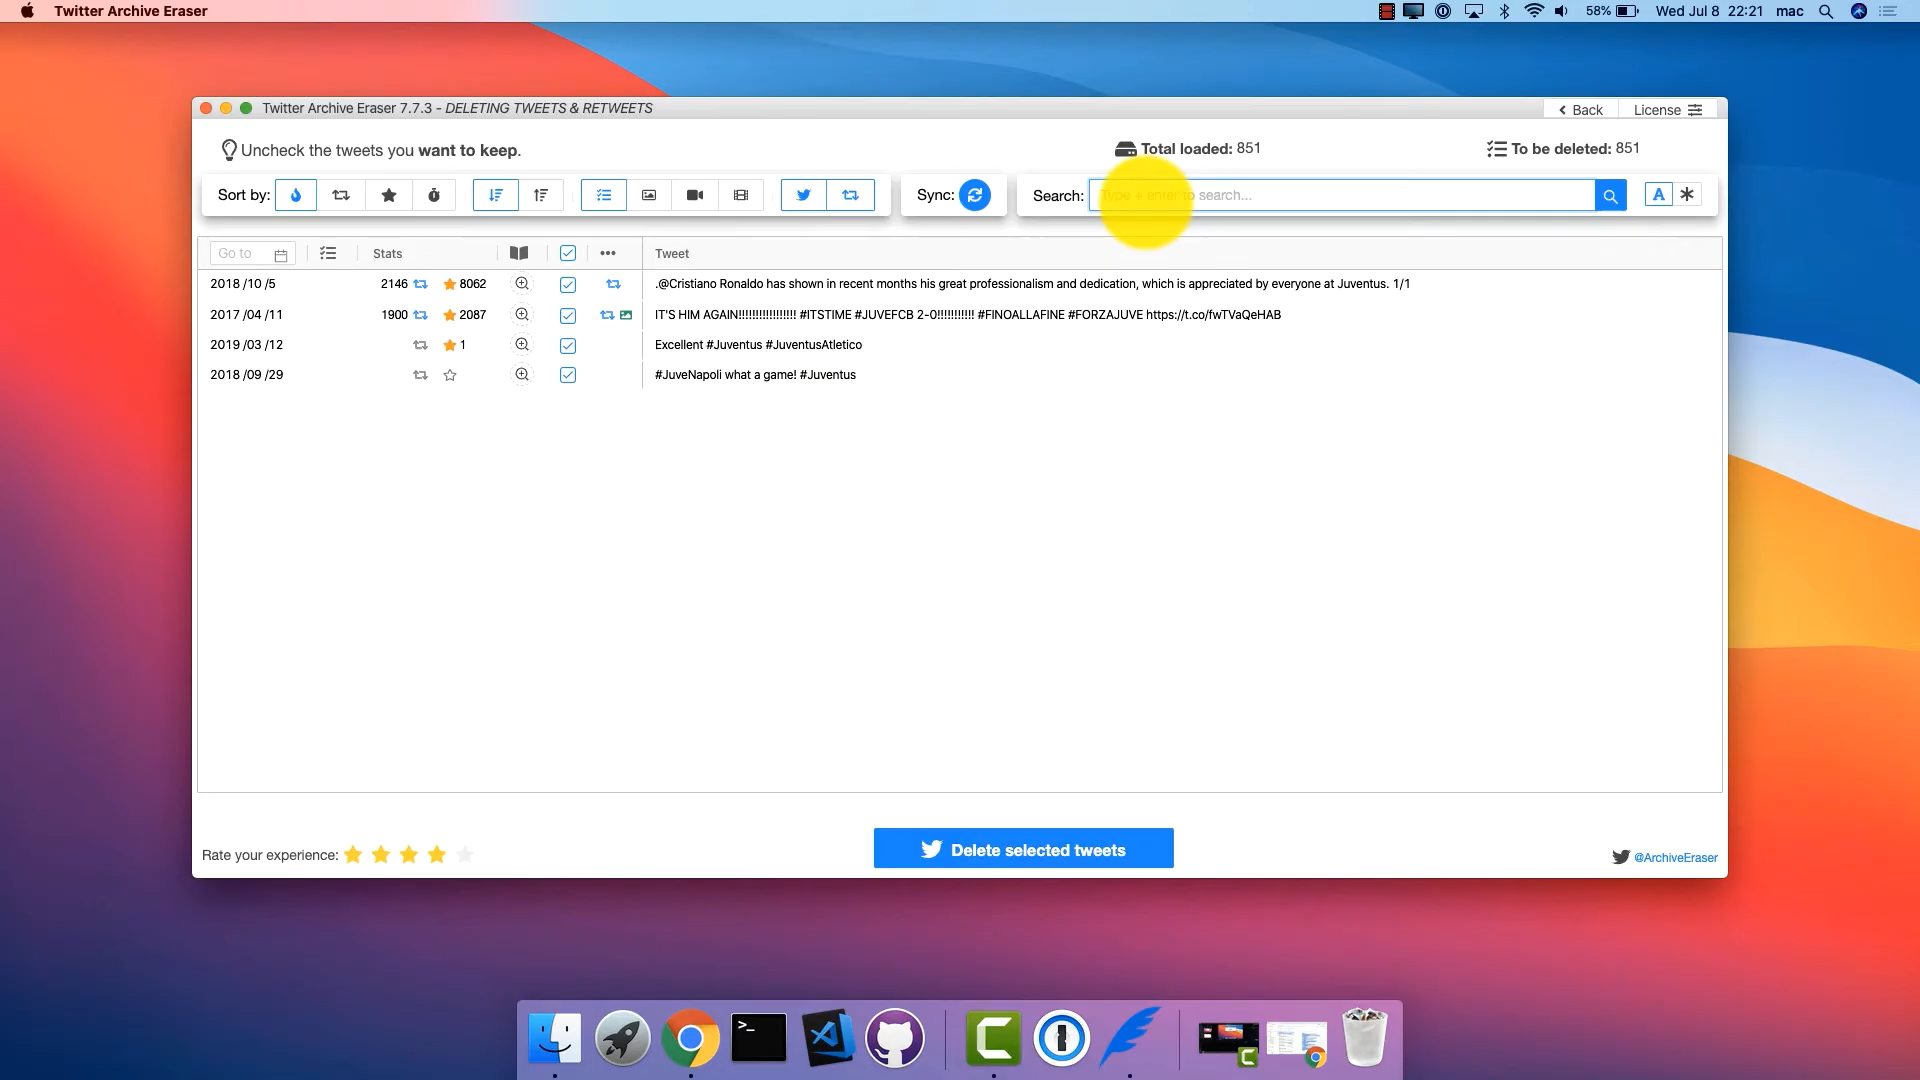 Twitter Archive Eraser
58%
Wed Jul 8 22:21 mac
Twitter Archive Eraser 7.7.3 - DELETING TWEETS & RETWEETS
Back
License
Uncheck the tweets you want to keep.
Total loaded: 851
To be deleted: 851
Sort by:
Sync:
Search:
Type + enter to search...
A *
Go to
Stats
Tweet
2018 /10 /5 2146 8062 .@Cristiano Ronaldo has shown in recent months his great professionalism and dedication, which is appreciated by everyone at Juventus. 1/1
2017 /04 /11 1900 2087 IT'S HIM AGAIN!!!!!!!!!!!!!!!!! #ITSTIME #JUVEFCB 2-0!!!!!!!!!!! #FINOALLAFINE #FORZAJUVE https://t.co/fwTVaQeHAB
2019 /03 /12 1 Excellent #Juventus #JuventusAtletico
2018 /09 /29 #JuveNapoli what a game! #Juventus
Rate your experience:
Delete selected tweets
@ArchiveEraser